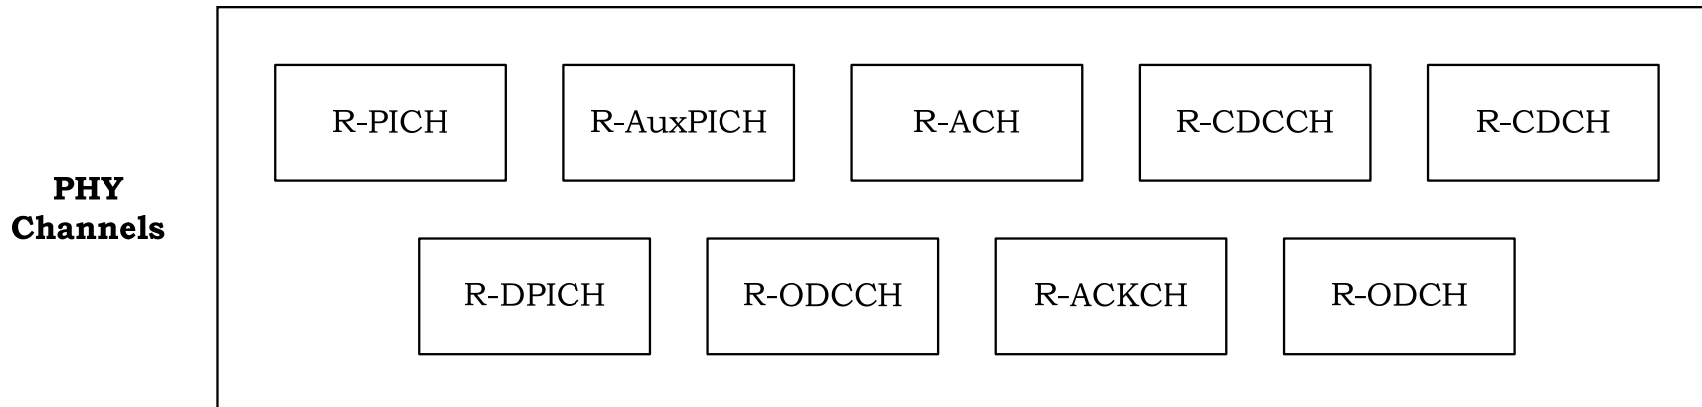 R-PICH
R-AuxPICH
R-ACH
R-CDCCH
R-CDCH
PHY
Channels
R-DPICH
R-ODCCH
R-ACKCH
R-ODCH